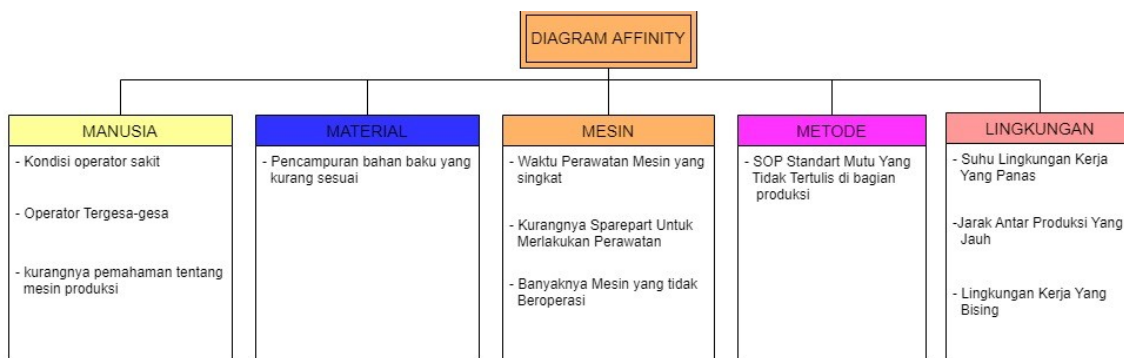 DIAGRAM AFFINITY
MANUSIA
- Kondisi operator sakit
- Operator Tergesa-gesa
- kurangnya pemahaman tentang
mesin produksi
MATERIAL
- Pencampuran bahan baku yang
kurang sesuai
MESIN
- Waktu Perawatan Mesin yang
singkat
- Kurangnya Sparepart Untuk
Merlakukan Perawatan
- Banyaknya Mesin yang tidak
Beroperasi
METODE
- SOP Standart Mutu Yang
Tidak Tertulis di bagian
produksi
LINGKUNGAN
- Suhu Lingkungan Kerja
Yang Panas
-Jarak Antar Produksi Yang
Jauh
- Lingkungan Kerja Yang
Bising